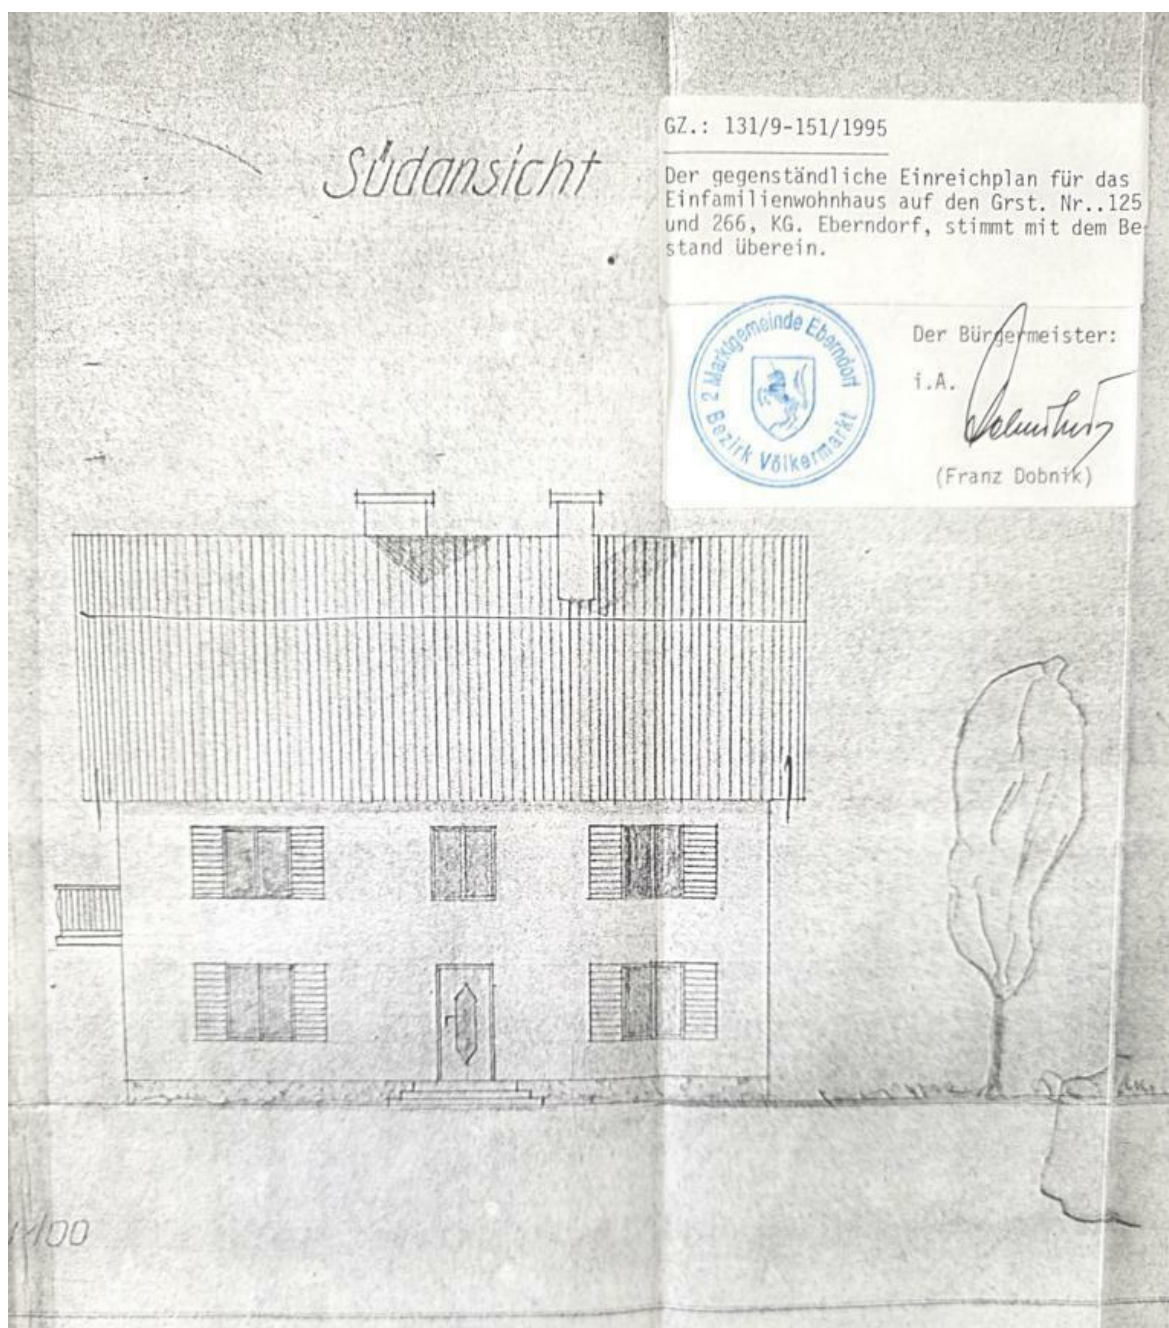 Südansicht
GZ.: 131/9-151/1995
Der gegenständliche Einreichplan für das
Einfamilienwohnhaus auf den Grst. Nr..125
und 266, KG. Eberndorf, stimmt mit dem Be-
stand überein.
2 Marktgemeinde Eberndorf
Bezirk Völkermarkt
Der Bürgermeister:
i.A.
(Franz Dobnik)
1:100